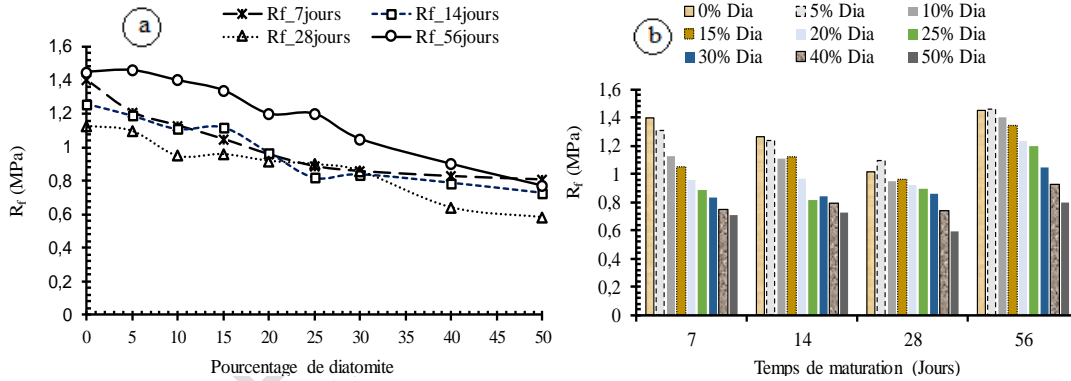 a
Rf_7jours
Rf_14jours
Rf_28jours
Rf_56jours
1,6
1,4
1,2
1
0,8
0,6
0,4
0,2
0
0 5 10 15 20 25 30 35 40 45 50
Rf (MPa)
Pourcentage de diatomite
b
0% Dia
5% Dia
10% Dia
15% Dia
20% Dia
25% Dia
30% Dia
40% Dia
50% Dia
1,6
1,4
1,2
1
0,8
0,6
0,4
0,2
0
7 14 28 56
Rf (MPa)
Temps de maturation (Jours)